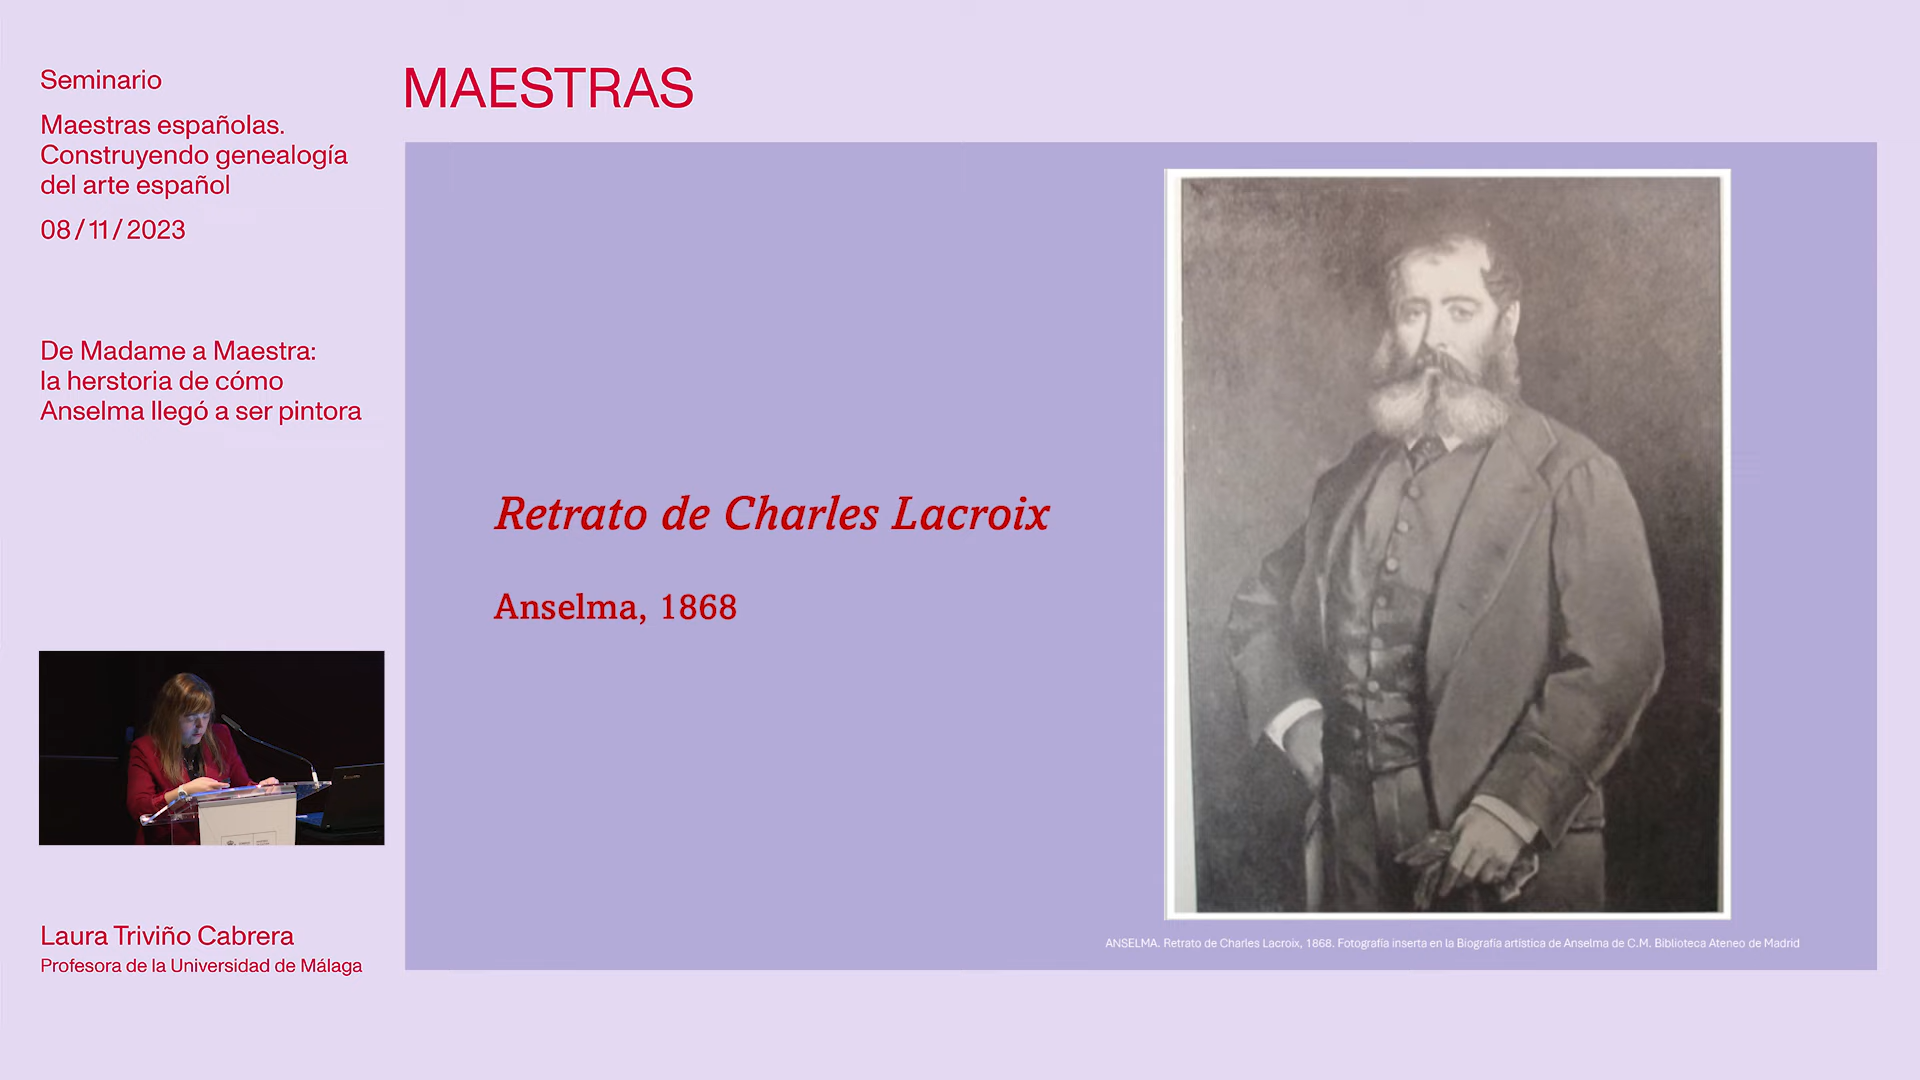 Seminario
Maestras españolas.
Construyendo genealogía
del arte español
08/11/2023
De Madame a Maestra:
la herstoria de cómo
Anselma llegó a ser pintora
Laura Triviño Cabrera
Profesora de la Universidad de Málaga
MAESTRAS
Retrato de Charles Lacroix
Anselma, 1868
ANSELMA. Retrato de Charles Lacroix, 1868. Fotografía inserta en la Biografía artística de Anselma de C.M. Biblioteca Ateneo de Madrid